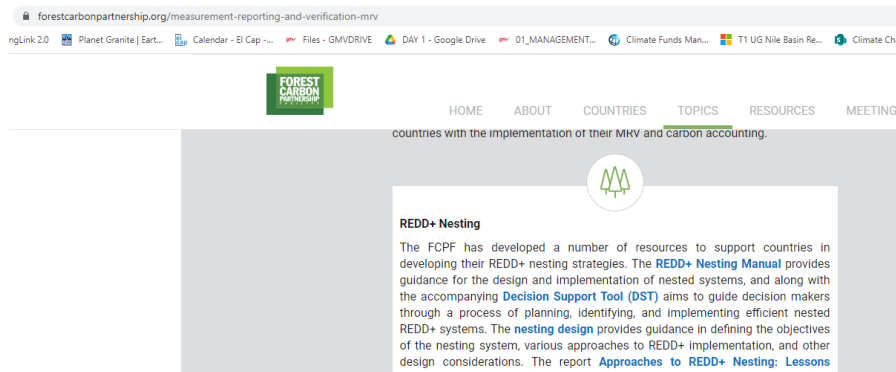 forestcarbonpartnership.org/measurement-reporting-and-verification-mrv
ngLink 2.0 Planet Granite | Eart... Calendar - El Cap -... Files - GMVDRIVE DAY 1 - Google Drive 01_MANAGEMENT... Climate Funds Man... T1 UG Nile Basin Re... Climate Ch
FOREST
CARBON
PARTNERSHIP
FACILITY
HOME ABOUT COUNTRIES TOPICS RESOURCES MEETING
countries with the implementation of their MRV and carbon accounting.
REDD+ Nesting
The FCPF has developed a number of resources to support countries in
developing their REDD+ nesting strategies. The REDD+ Nesting Manual provides
guidance for the design and implementation of nested systems, and along with
the accompanying Decision Support Tool (DST) aims to guide decision makers
through a process of planning, identifying, and implementing efficient nested
REDD+ systems. The nesting design provides guidance in defining the objectives
of the nesting system, various approaches to REDD+ implementation, and other
design considerations. The report Approaches to REDD+ Nesting: Lessons